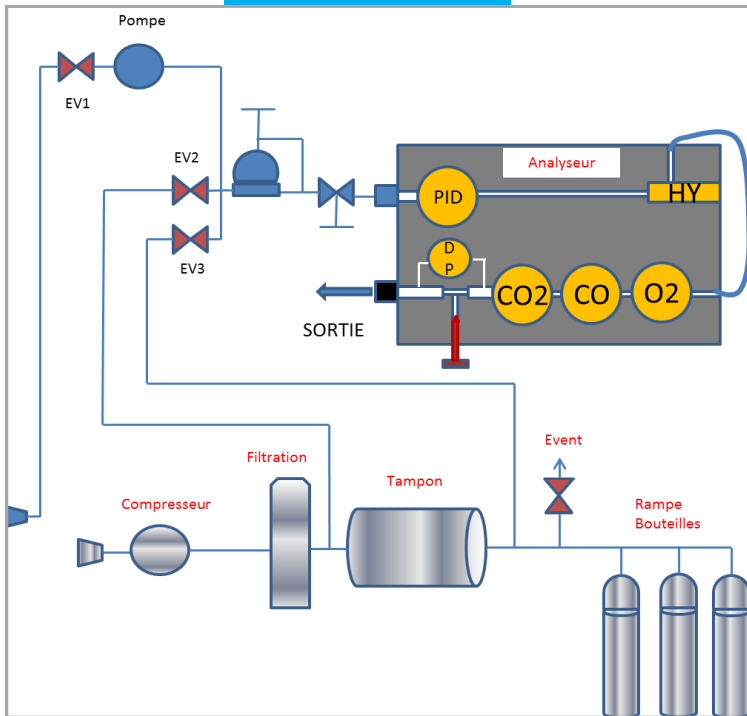 Pompe
EV1
EV2
EV3
Analyseur
PID
HY
D
P
CO2
CO
O2
SORTIE
Event
Filtration
Tampon
Compresseur
Rampe
Bouteilles